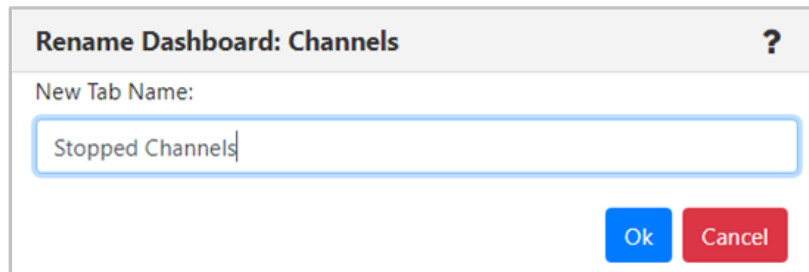 Rename Dashboard: Channels ?
New Tab Name:
Stopped Channels
Ok Cancel